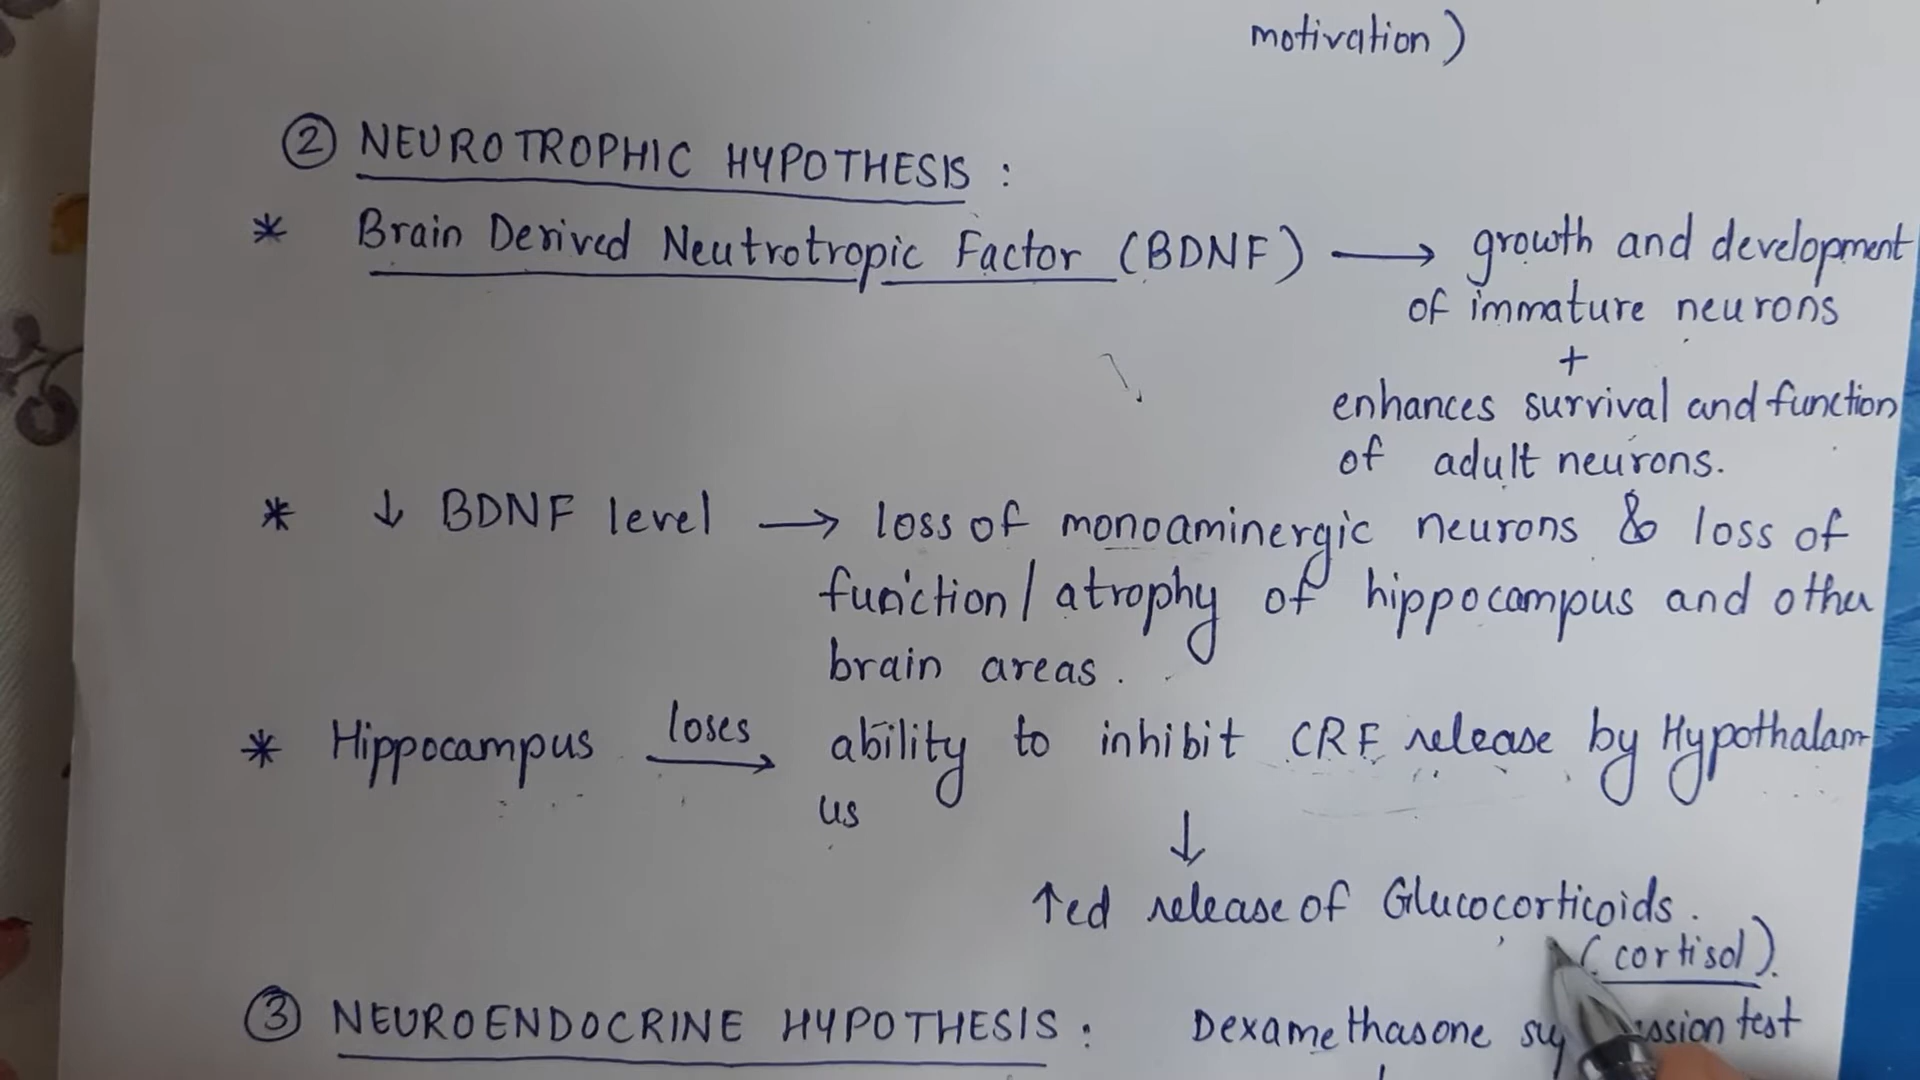 motivation)
② NEUROTROPHIC HYPOTHESIS :
* Brain Derived Neutrotropic Factor (BDNF) → growth and development
of immature neurons
+
enhances survival and function
of adult neurons.
* ↓ BDNF level → loss of monoaminergic neurons & loss of
function/atrophy of hippocampus and other
brain areas.
* Hippocampus loses → ability to inhibit CRF release by Hypothalam-
us
↓
↑ed release of Glucocorticoids.
(cortisol).
③ NEUROENDOCRINE HYPOTHESIS : Dexamethasone test